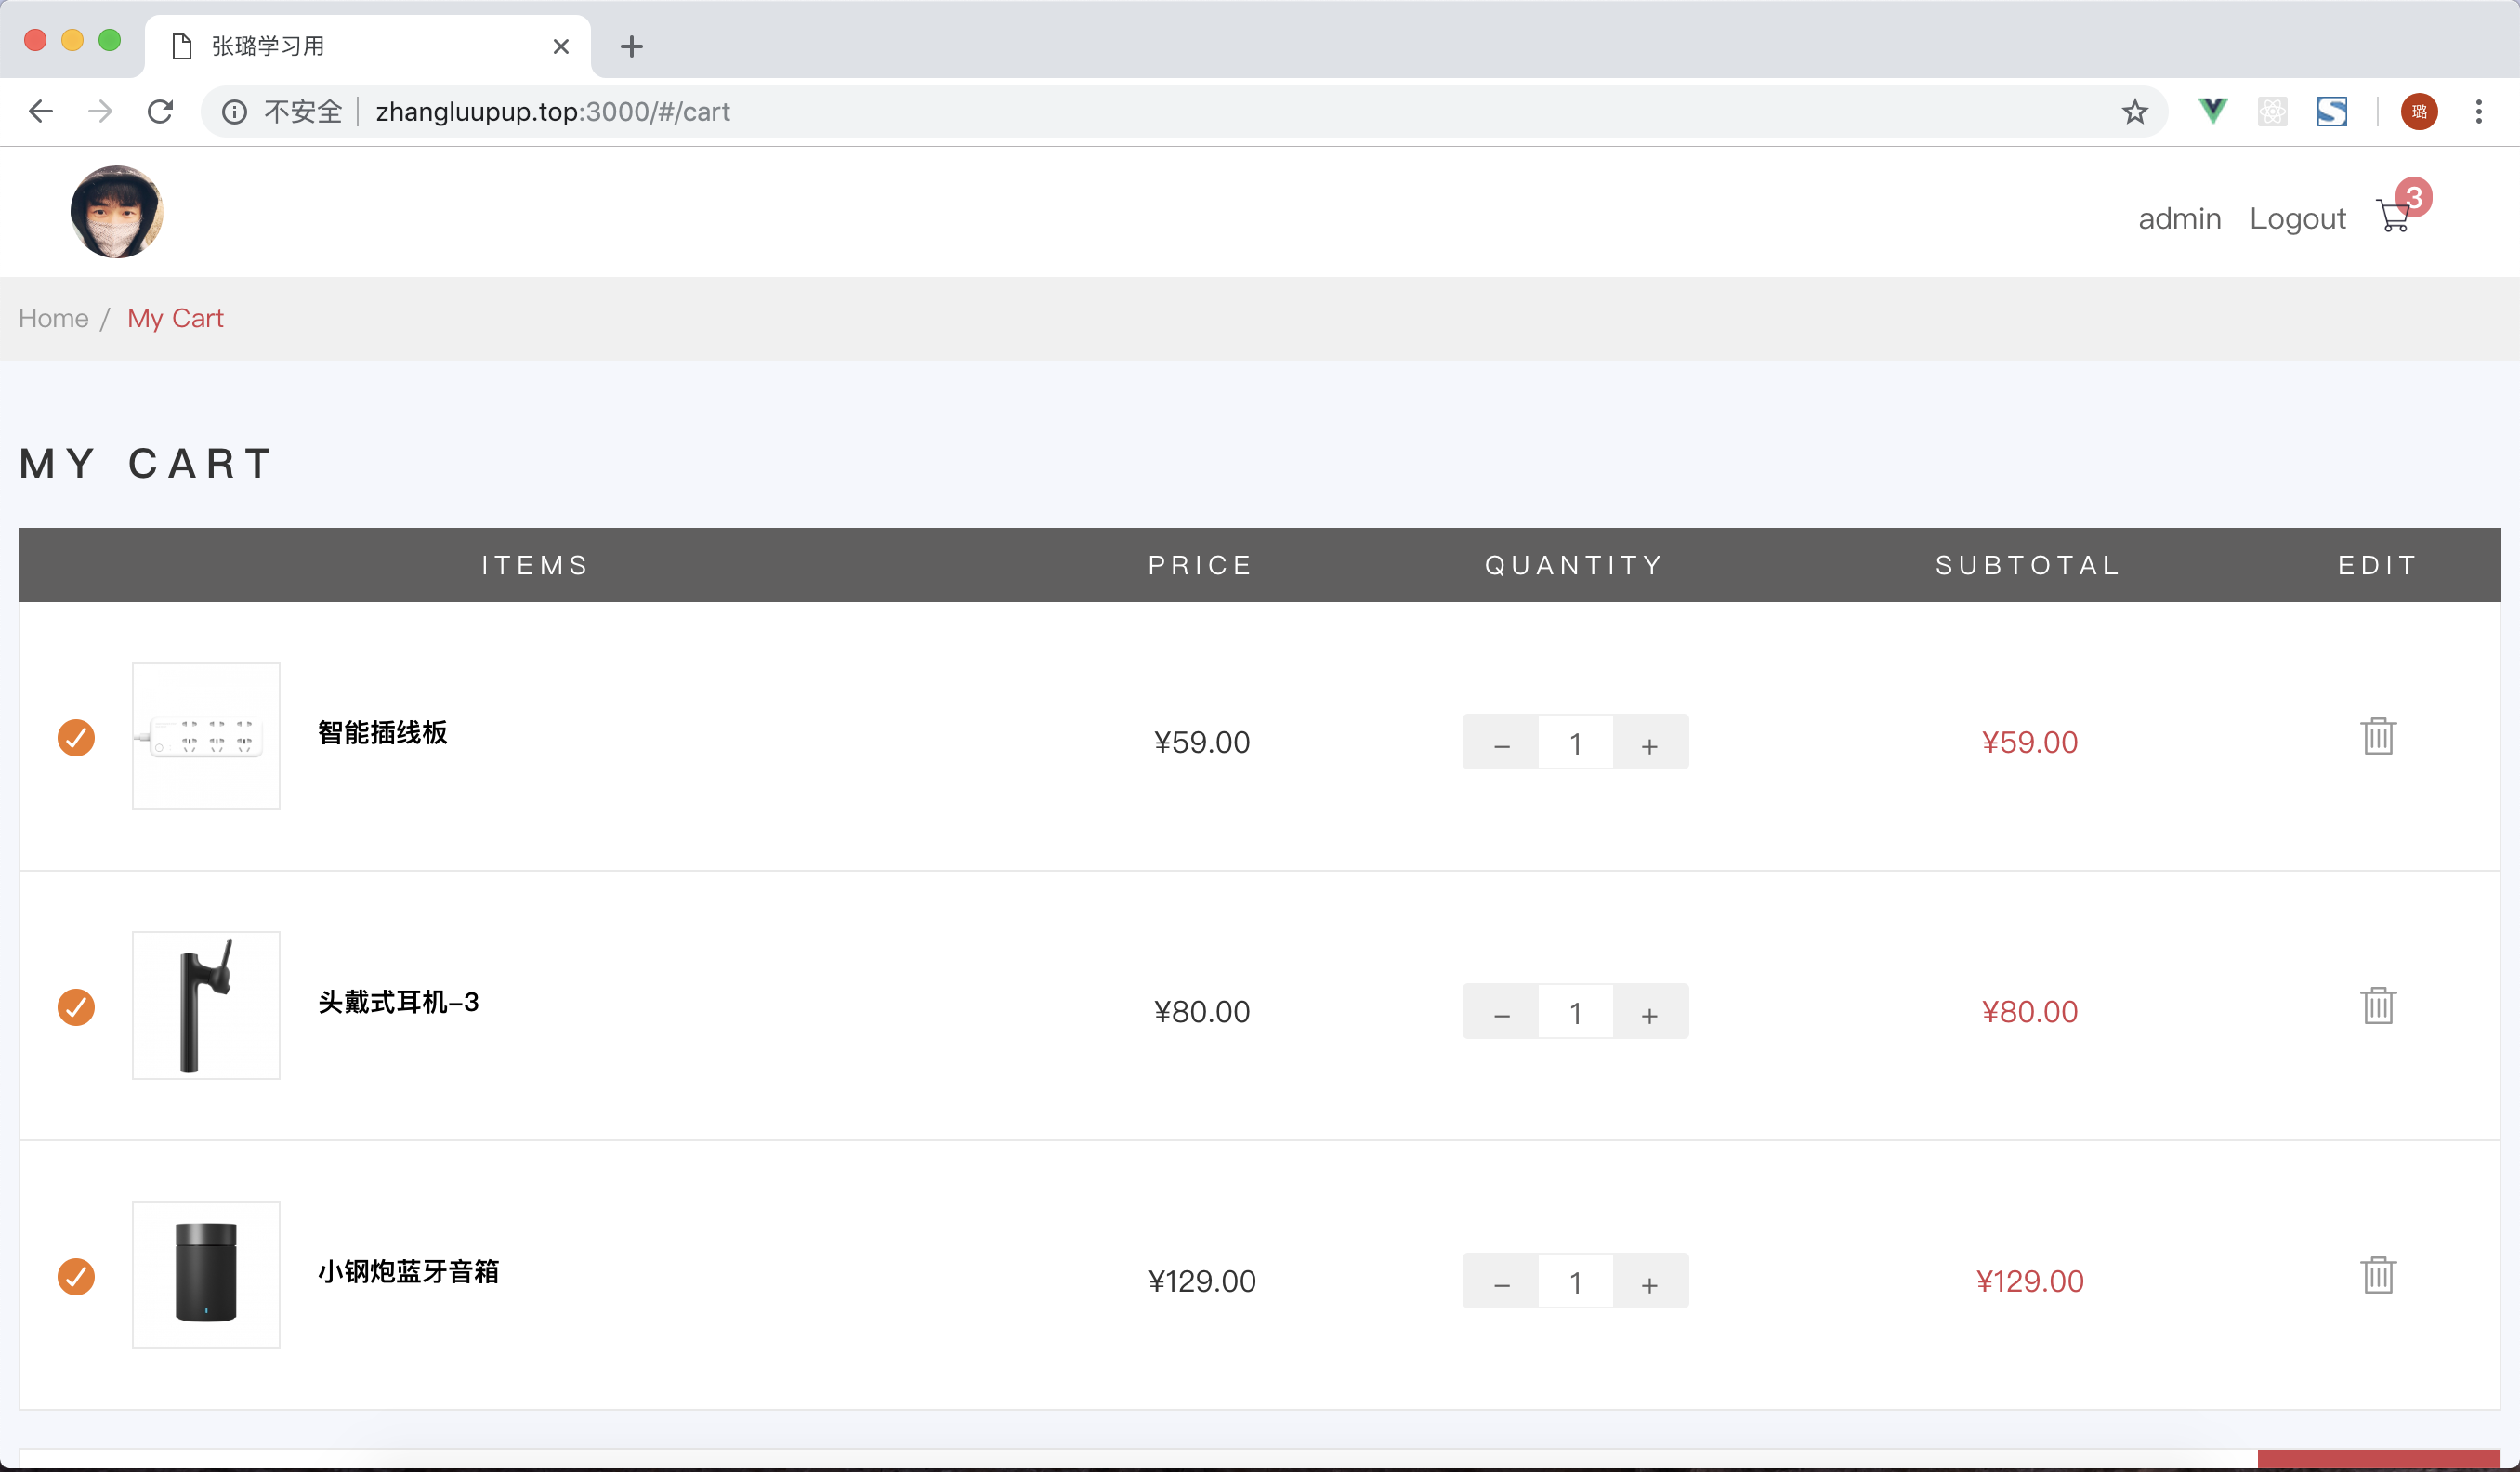 张璐学习用
不安全 zhangluupup.top:3000/#/cart
璐
admin Logout 3
Home / My Cart
MY CART
ITEMS PRICE QUANTITY SUBTOTAL EDIT
智能插线板 ¥59.00 − 1 + ¥59.00
头戴式耳机-3 ¥80.00 − 1 + ¥80.00
小钢炮蓝牙音箱 ¥129.00 − 1 + ¥129.00